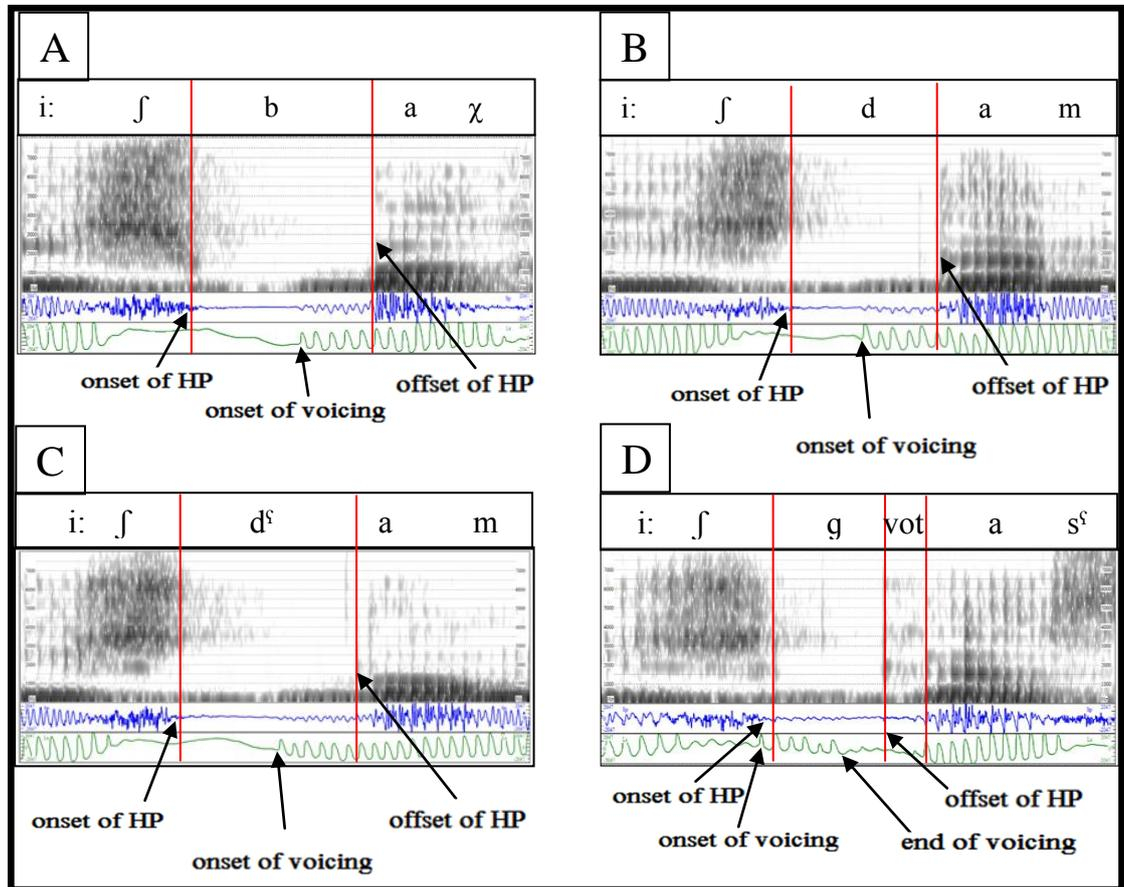 A
i: ʃ b a χ
onset of HP
onset of voicing
offset of HP
B
i: ʃ d a m
onset of HP
onset of voicing
offset of HP
C
i: ʃ dˤ a m
onset of HP
onset of voicing
offset of HP
D
i: ʃ g vot a sˤ
onset of HP
onset of voicing
offset of HP
end of voicing